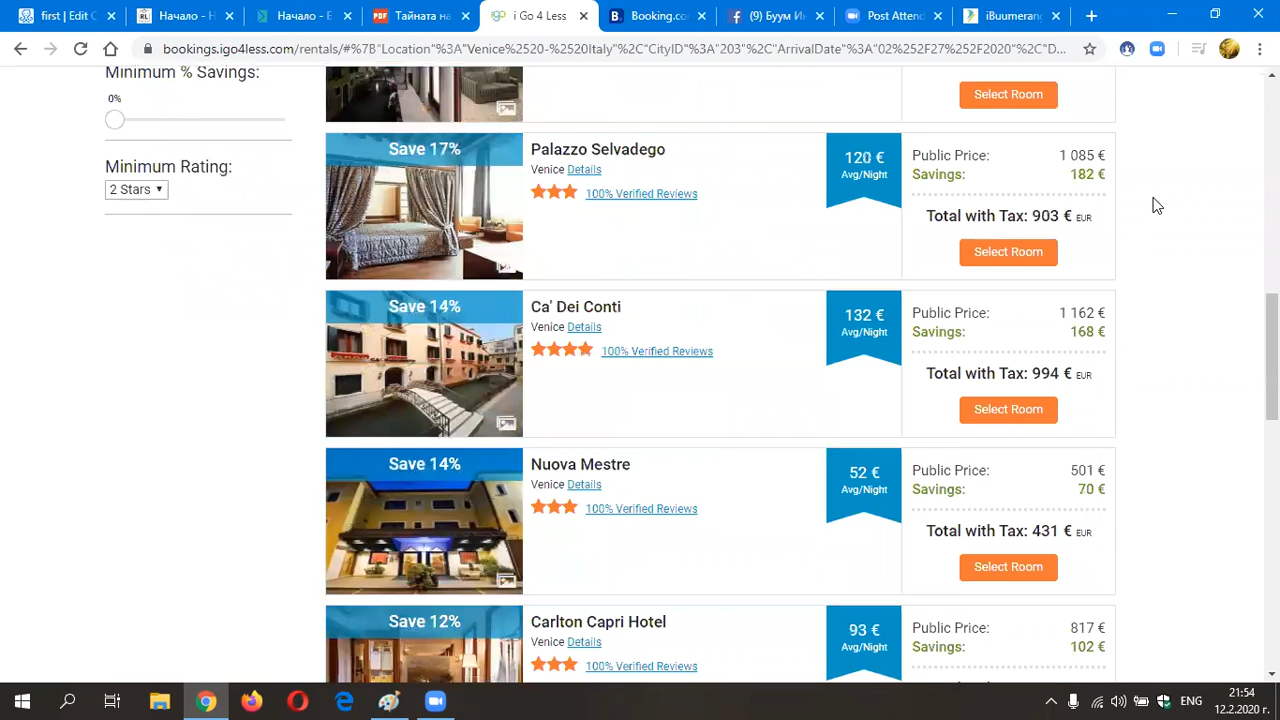 first | Edit C
RL Начало - Н
Начало - Е
PDF Тайната на
i Go 4 Less
B. Booking.co
(9) Буум И
Post Attend
iBuumerang
bookings.igo4less.com/rentals/#%7B"Location"%3A"Venice%2520-%2520Italy"%2C"CityID"%3A"203"%2C"ArrivalDate"%3A"02%252F27%252F2020"%2C"D...
Minimum % Savings:
0%
Minimum Rating:
2 Stars
Select Room
Save 17%
Palazzo Selvadego
Venice Details
100% Verified Reviews
120 €
Avg/Night
Public Price: 1 085 €
Savings: 182 €
Total with Tax: 903 € EUR
Select Room
Save 14%
Ca' Dei Conti
Venice Details
100% Verified Reviews
132 €
Avg/Night
Public Price: 1 162 €
Savings: 168 €
Total with Tax: 994 € EUR
Select Room
Save 14%
Nuova Mestre
Venice Details
100% Verified Reviews
52 €
Avg/Night
Public Price: 501 €
Savings: 70 €
Total with Tax: 431 € EUR
Select Room
Save 12%
Carlton Capri Hotel
Venice Details
100% Verified Reviews
93 €
Avg/Night
Public Price: 817 €
Savings: 102 €
ENG
21:54
12.2.2020 г.